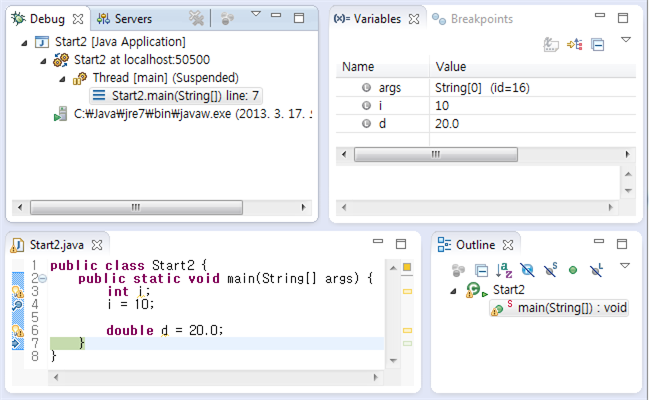 Debug Servers
Start2 [Java Application]
Start2 at localhost:50500
Thread [main] (Suspended)
Start2.main(String[]) line: 7
C:₩Java₩jre7₩bin₩javaw.exe (2013. 3. 17.
(x)= Variables Breakpoints
Name Value
args String[0] (id=16)
i 10
d 20.0
Start2.java
1 public class Start2 {
2 public static void main(String[] args) {
3 int i;
4 i = 10;
5
6 double d = 20.0;
7 }
8 }
Outline
Start2
main(String[]) : void